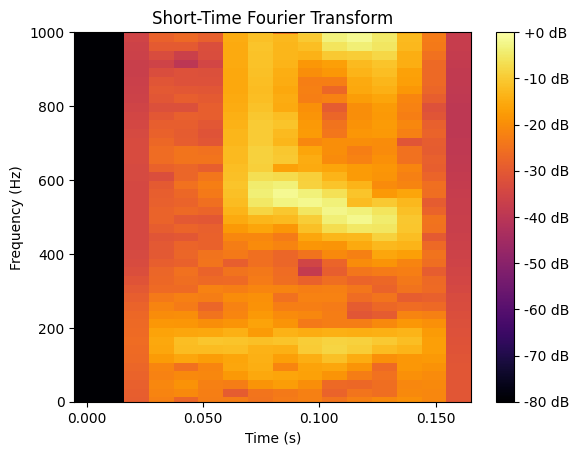 Short-Time Fourier Transform
1000
800
600
400
200
0
Frequency (Hz)
0.000
0.050
0.100
0.150
Time (s)
+0 dB
-10 dB
-20 dB
-30 dB
-40 dB
-50 dB
-60 dB
-70 dB
-80 dB